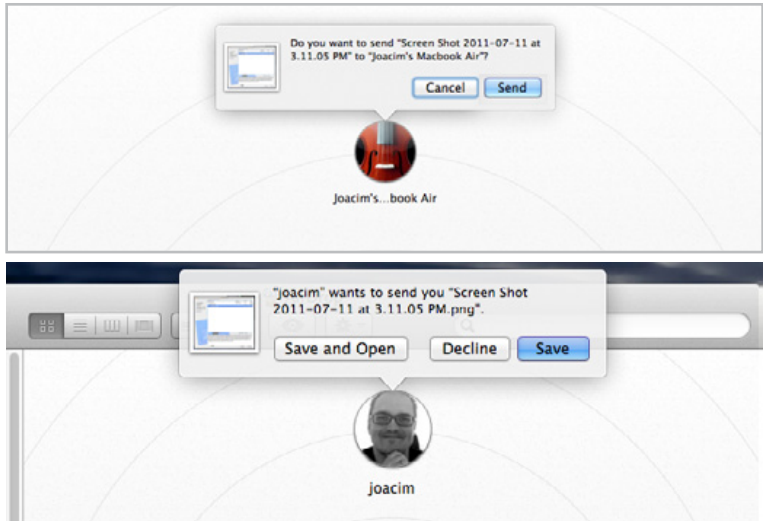 Do you want to send "Screen Shot 2011-07-11 at
3.11.05 PM" to "Joacim's Macbook Air"?
Cancel Send
Joacim's...book Air
"joacim" wants to send you "Screen Shot
2011-07-11 at 3.11.05 PM.png".
Save and Open Decline Save
joacim